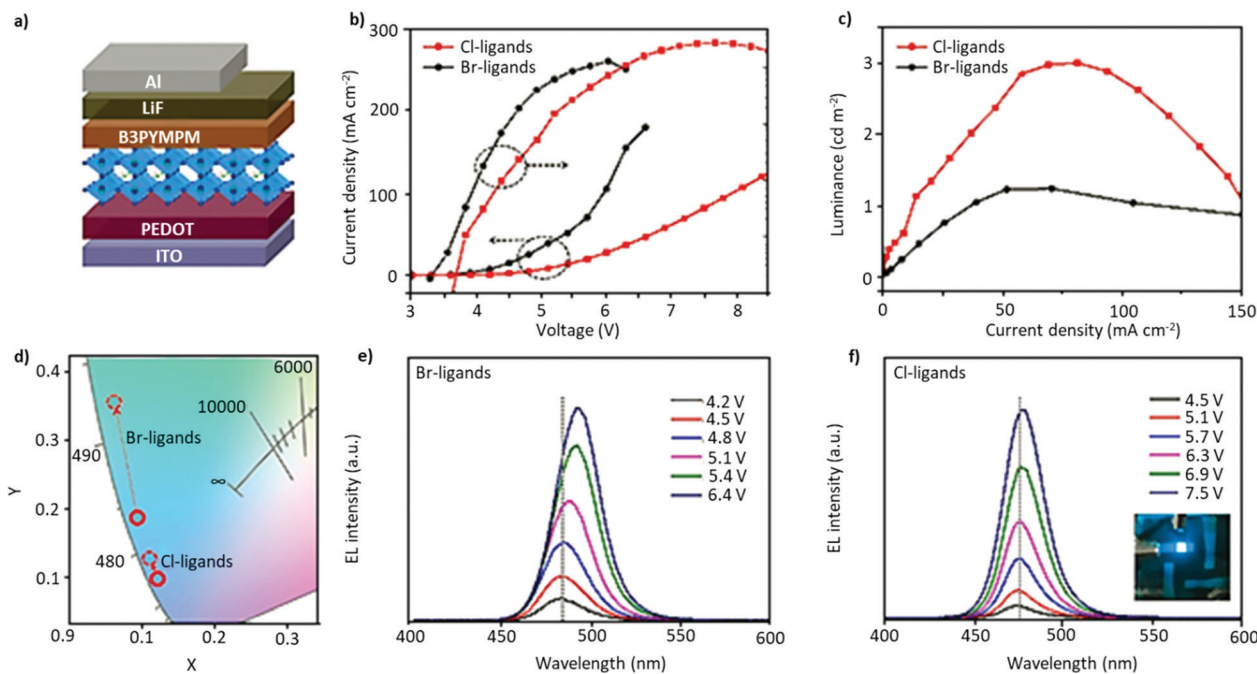 a)
Al
LiF
B3PYMPM
PEDOT
ITO
b)
Cl-ligands
Br-ligands
300
200
100
0
3
4
5
6
7
8
Current density (mA cm-2)
Voltage (V)
c)
Cl-ligands
Br-ligands
3
2
1
0
0
50
100
150
Luminance (cd m-2)
Current density (mA cm-2)
d)
0.4
0.3
0.2
0.1
0.9
0.1
0.2
0.3
Y
X
6000
10000
∞
490
480
Br-ligands
Cl-ligands
e)
Br-ligands
4.2 V
4.5 V
4.8 V
5.1 V
5.4 V
6.4 V
EL intensity (a.u.)
400
450
500
550
600
Wavelength (nm)
f)
Cl-ligands
4.5 V
5.1 V
5.7 V
6.3 V
6.9 V
7.5 V
EL intensity (a.u.)
400
450
500
550
600
Wavelength (nm)